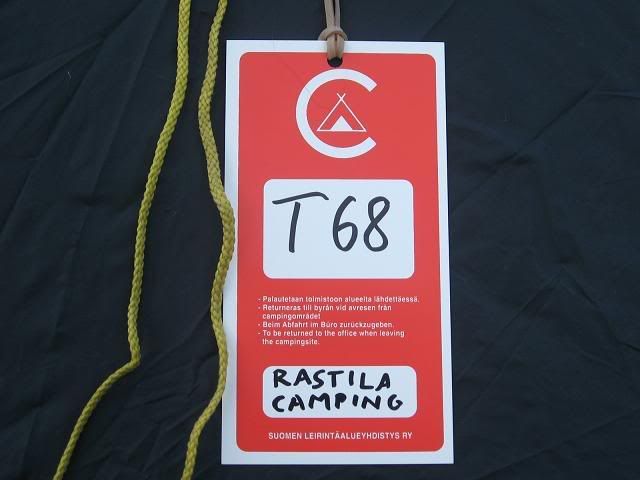 T 68
- Palautetaan toimistoon alueelta lähdettäessä.
- Returneras till byrån vid avresen från
campingområdet
- Beim Abfahrt im Büro zurückzugeben.
- To be returned to the office when leaving
the campingsite.
RASTILA
CAMPING
SUOMEN LEIRINTÄALUEYHDISTYS RY